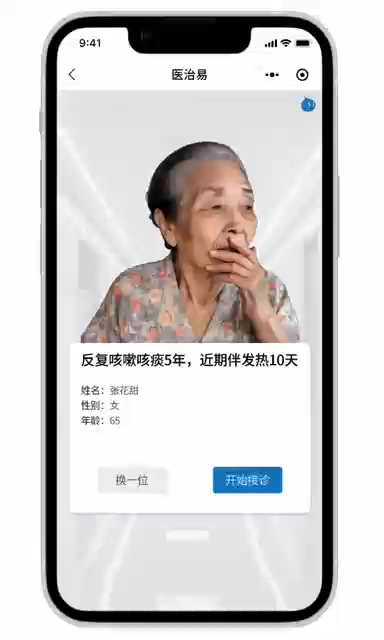 9:41
医治易
反复咳嗽咳痰5年，近期伴发热10天
姓名：张花甜
性别：女
年龄：65
换一位
开始接诊